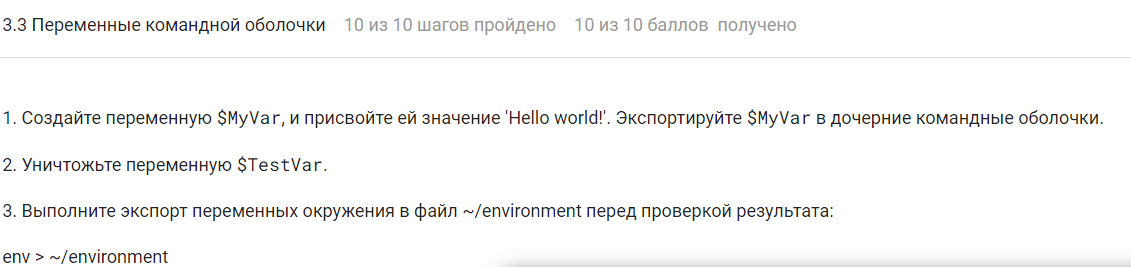 3.3 Переменные командной оболочки 10 из 10 шагов пройдено 10 из 10 баллов получено
1. Создайте переменную $MyVar, и присвойте ей значение 'Hello world!'. Экспортируйте $MyVar в дочерние командные оболочки.
2. Уничтожьте переменную $TestVar.
3. Выполните экспорт переменных окружения в файл ~/environment перед проверкой результата:
env > ~/environment